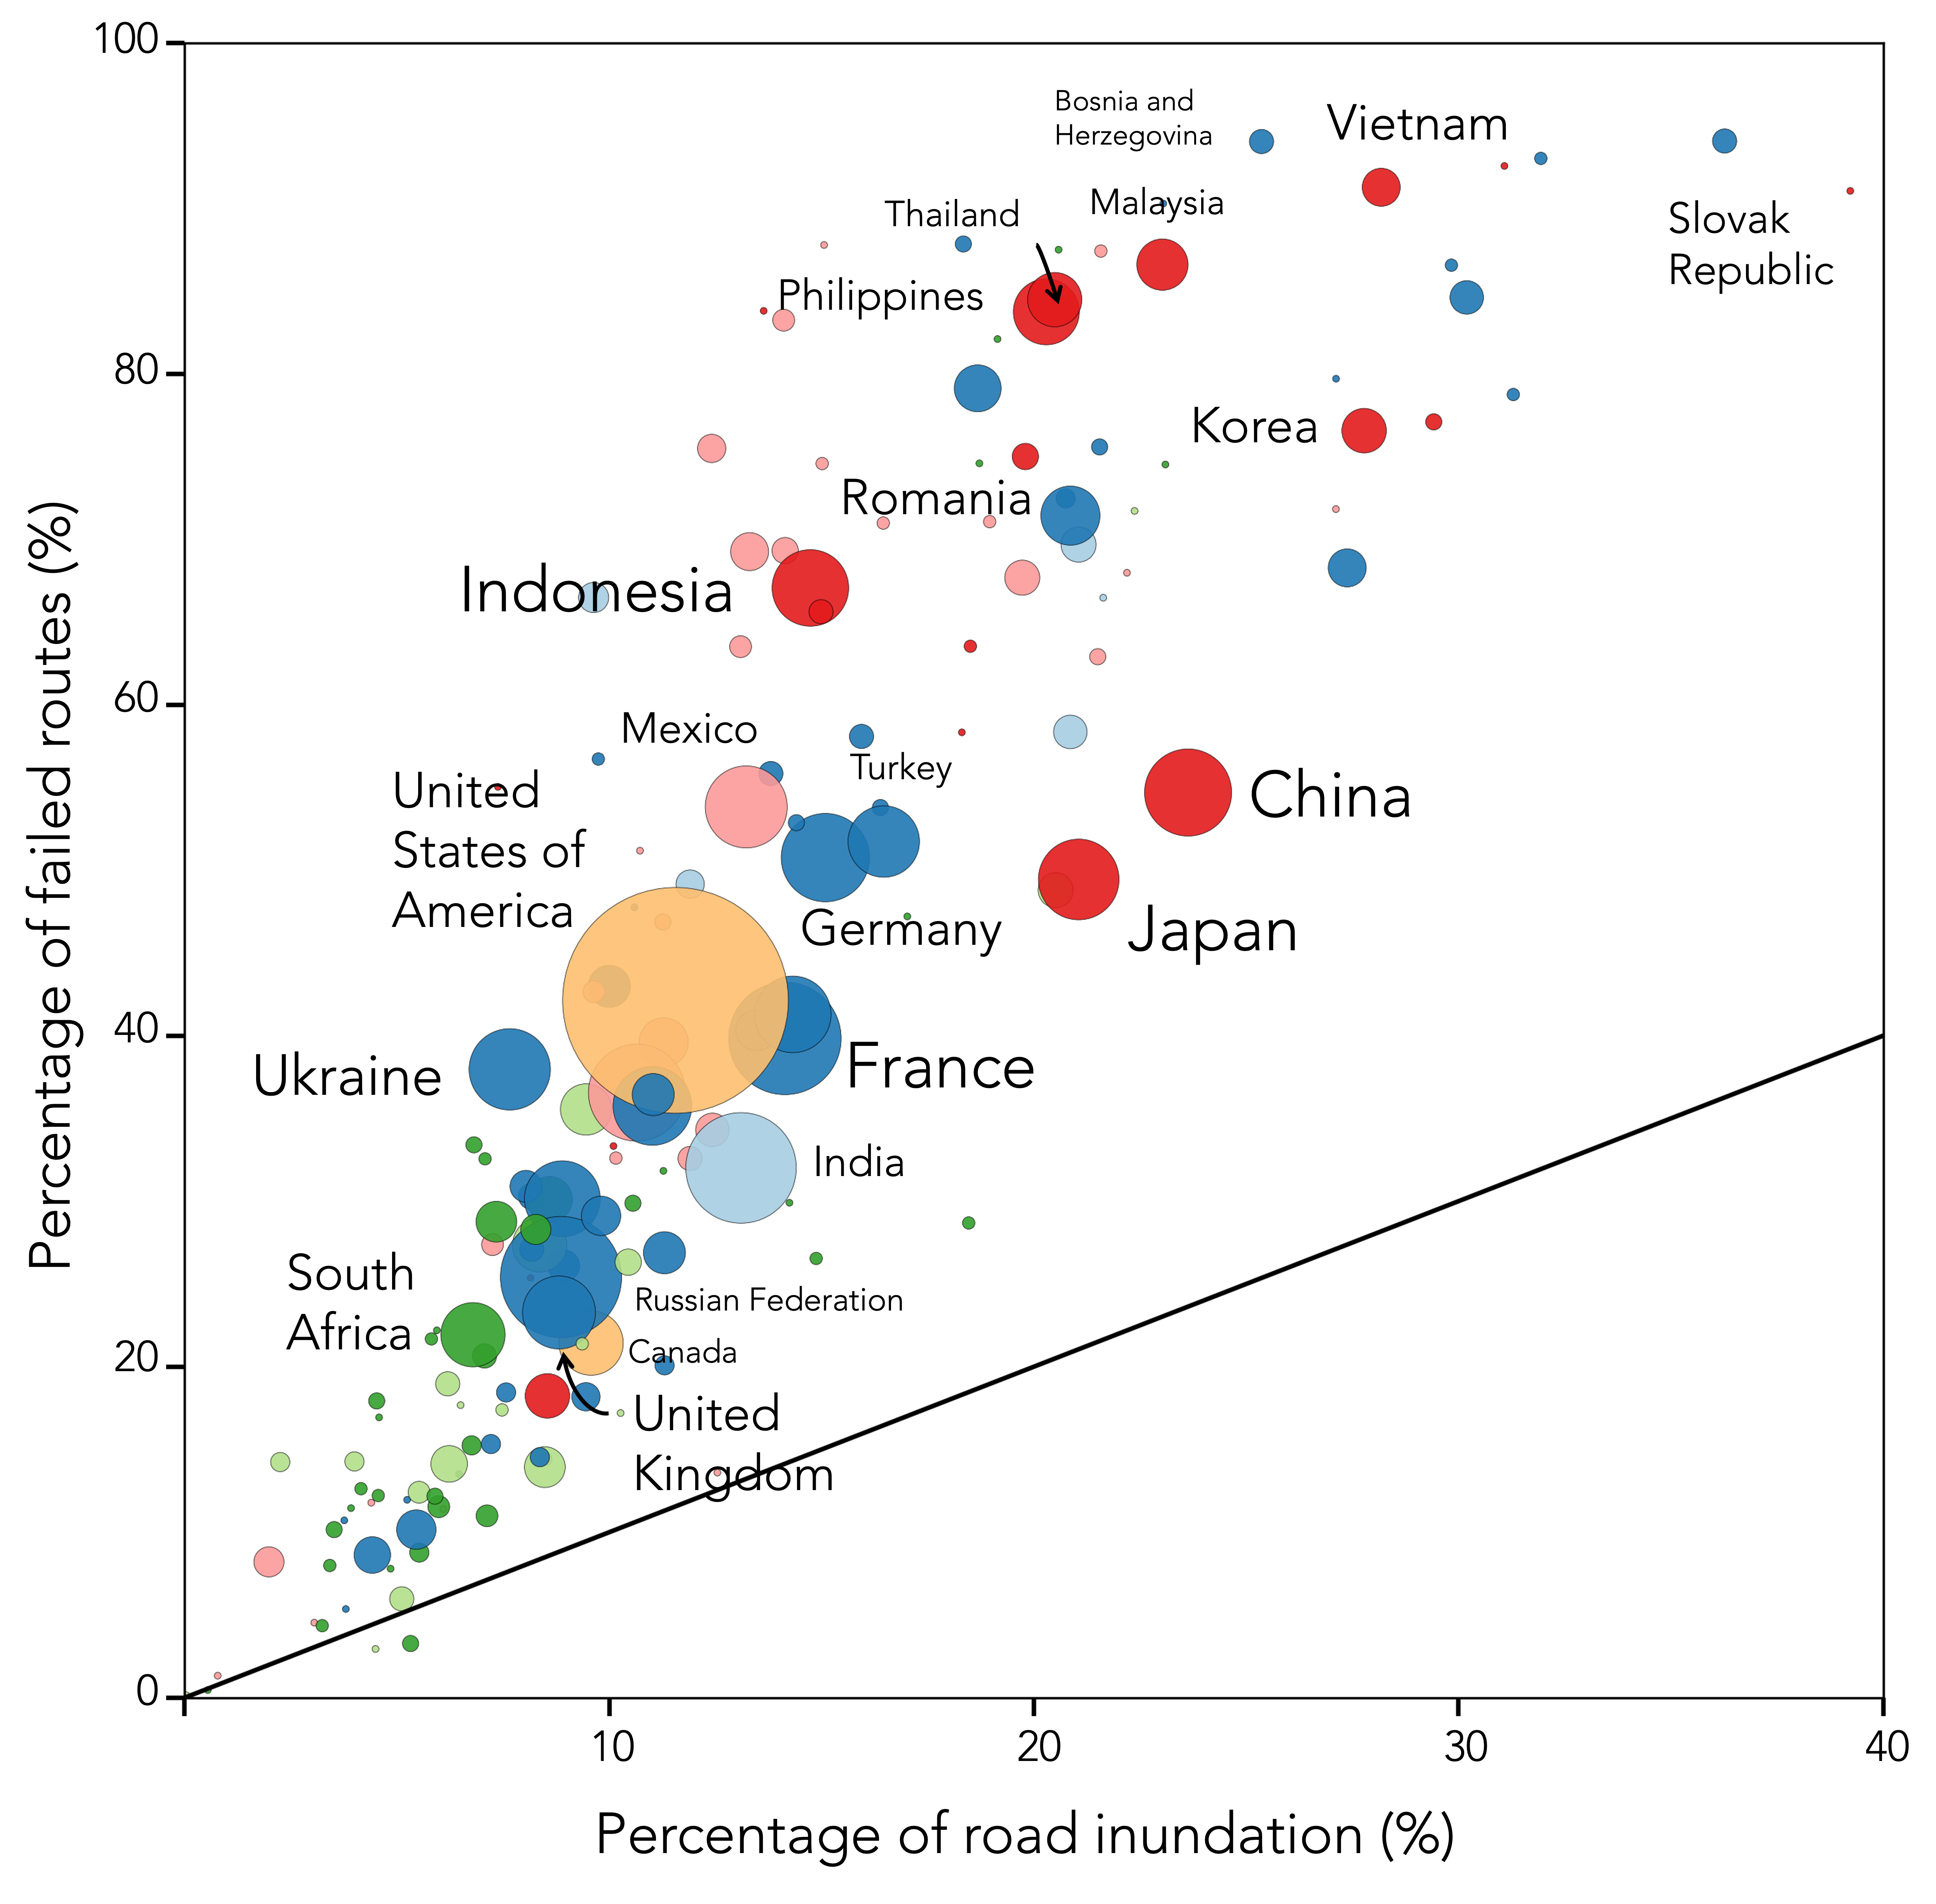 100
80
60
40
20
0
Percentage of failed routes (%)
Bosnia and
Herzegovina
Vietnam
Thailand
Malaysia
Slovak
Republic
Philippines
Korea
Romania
Indonesia
Mexico
Turkey
United
States of
America
China
Germany
Japan
Ukraine
France
India
South
Africa
Russian Federation
Canada
United
Kingdom
10
20
30
40
Percentage of road inundation (%)